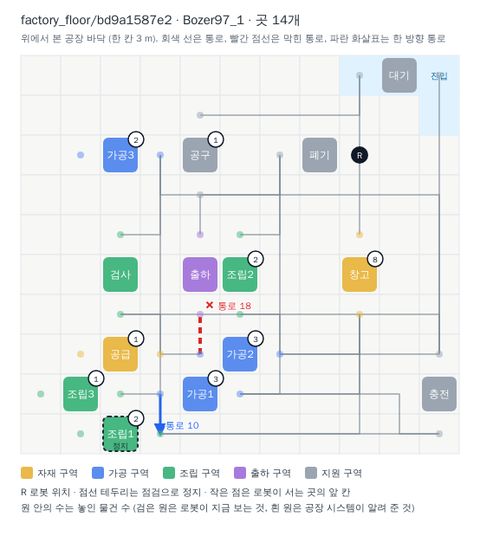 factory_floor/bd9a1587e2 · Bozer97_1 · 곳 14개
위에서 본 공장 바닥 (한 칸 3 m). 회색 선은 통로, 빨간 점선은 막힌 통로, 파란 화살표는 한 방향 통로
대기
전립
2
1
가공3
공구
폐기
R
2
8
검사
출하
조립2
창고
× 통로 18
1
3
공급
가공2
1
3
조립3
가공1
충전
2
통로 10
조립1
정지
자재 구역
가공 구역
조립 구역
출하 구역
지원 구역
R 로봇 위치 · 점선 테두리는 점검으로 정지 · 작은 점은 로봇이 서는 곳의 앞 칸
원 안의 수는 놓인 물건 수 (검은 원은 로봇이 지금 보는 것, 흰 원은 공장 시스템이 알려 준 것)